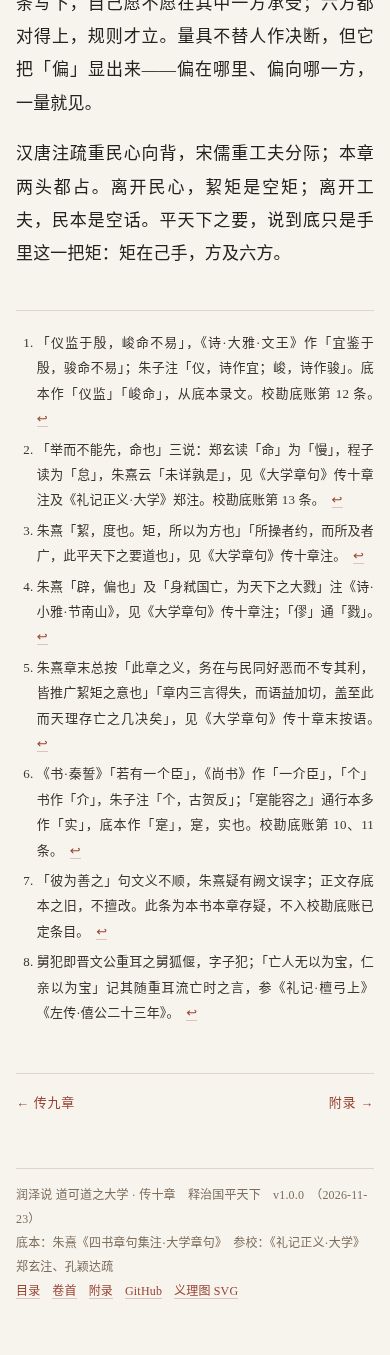 条写下，自己愿不愿在其中一方承受；六方都
对得上，规则才立。量具不替人作决断，但它
把「偏」显出来——偏在哪里、偏向哪一方，
一量就见。
汉唐注疏重民心向背，宋儒重工夫分际；本章
两头都占。离开民心，絜矩是空矩；离开工
夫，民本是空话。平天下之要，说到底只是手
里这一把矩：矩在己手，方及六方。
1. 「仪监于殷，峻命不易」，《诗·大雅·文王》作「宜鉴于
殷，骏命不易」；朱子注「仪，诗作宜；峻，诗作骏」。底
本作「仪监」「峻命」，从底本录文。校勘底账第 12 条。
↩
2. 「举而不能先，命也」三说：郑玄读「命」为「慢」，程子
读为「怠」，朱熹云「未详孰是」，见《大学章句》传十章
注及《礼记正义·大学》郑注。校勘底账第 13 条。 ↩
3. 朱熹「絜，度也。矩，所以为方也」「所操者约，而所及者
广，此平天下之要道也」，见《大学章句》传十章注。 ↩
4. 朱熹「辟，偏也」及「身弒国亡，为天下之大戮」注《诗·
小雅·节南山》，见《大学章句》传十章注；「僇」通「戮」。
↩
5. 朱熹章末总按「此章之义，务在与民同好恶而不专其利，
皆推广絜矩之意也」「章内三言得失，而语益加切，盖至此
而天理存亡之几决矣」，见《大学章句》传十章末按语。
↩
6. 《书·秦誓》「若有一个臣」，《尚书》作「一介臣」，「个」
书作「介」，朱子注「个，古贺反」；「寔能容之」通行本多
作「实」，底本作「寔」，寔，实也。校勘底账第 10、11
条。 ↩
7. 「彼为善之」句文义不顺，朱熹疑有阙文误字；正文存底
本之旧，不擅改。此条为本书本章存疑，不入校勘底账已
定条目。 ↩
8. 舅犯即晋文公重耳之舅狐偃，字子犯；「亡人无以为宝，仁
亲以为宝」记其随重耳流亡时之言，参《礼记·檀弓上》
《左传·僖公二十三年》。 ↩
← 传九章 附录 →
润泽说 道可道之大学 · 传十章　释治国平天下　v1.0.0　（2026-11-
23）
底本：朱熹《四书章句集注·大学章句》　参校：《礼记正义·大学》
郑玄注、孔颖达疏
目录　卷首　附录　GitHub　义理图 SVG